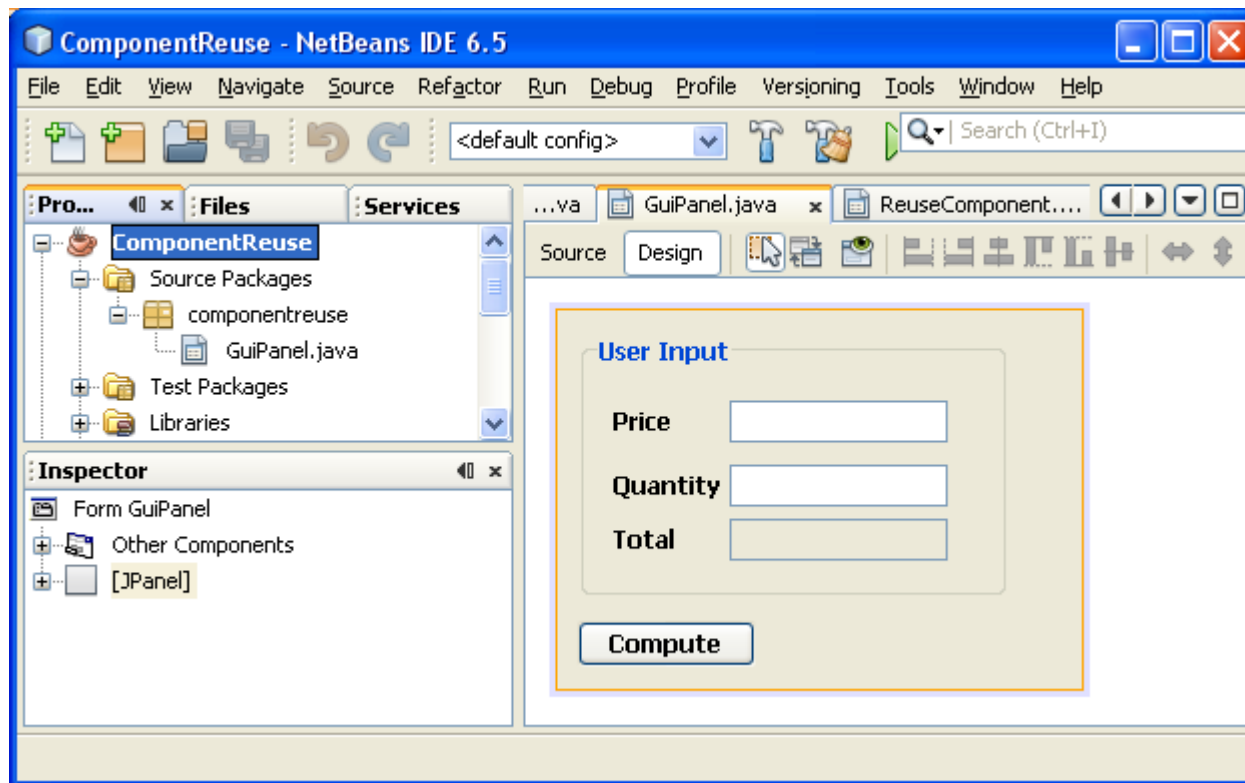 ComponentReuse - NetBeans IDE 6.5
File Edit View Navigate Source Refactor Run Debug Profile Versioning Tools Window Help
<default config> Search (Ctrl+I)
Pro... Files Services
...va GuiPanel.java ReuseComponent....
ComponentReuse
Source Packages
componentreuse
GuiPanel.java
Test Packages
Libraries
Inspector
Form GuiPanel
Other Components
[JPanel]
Source Design
User Input
Price
Quantity
Total
Compute